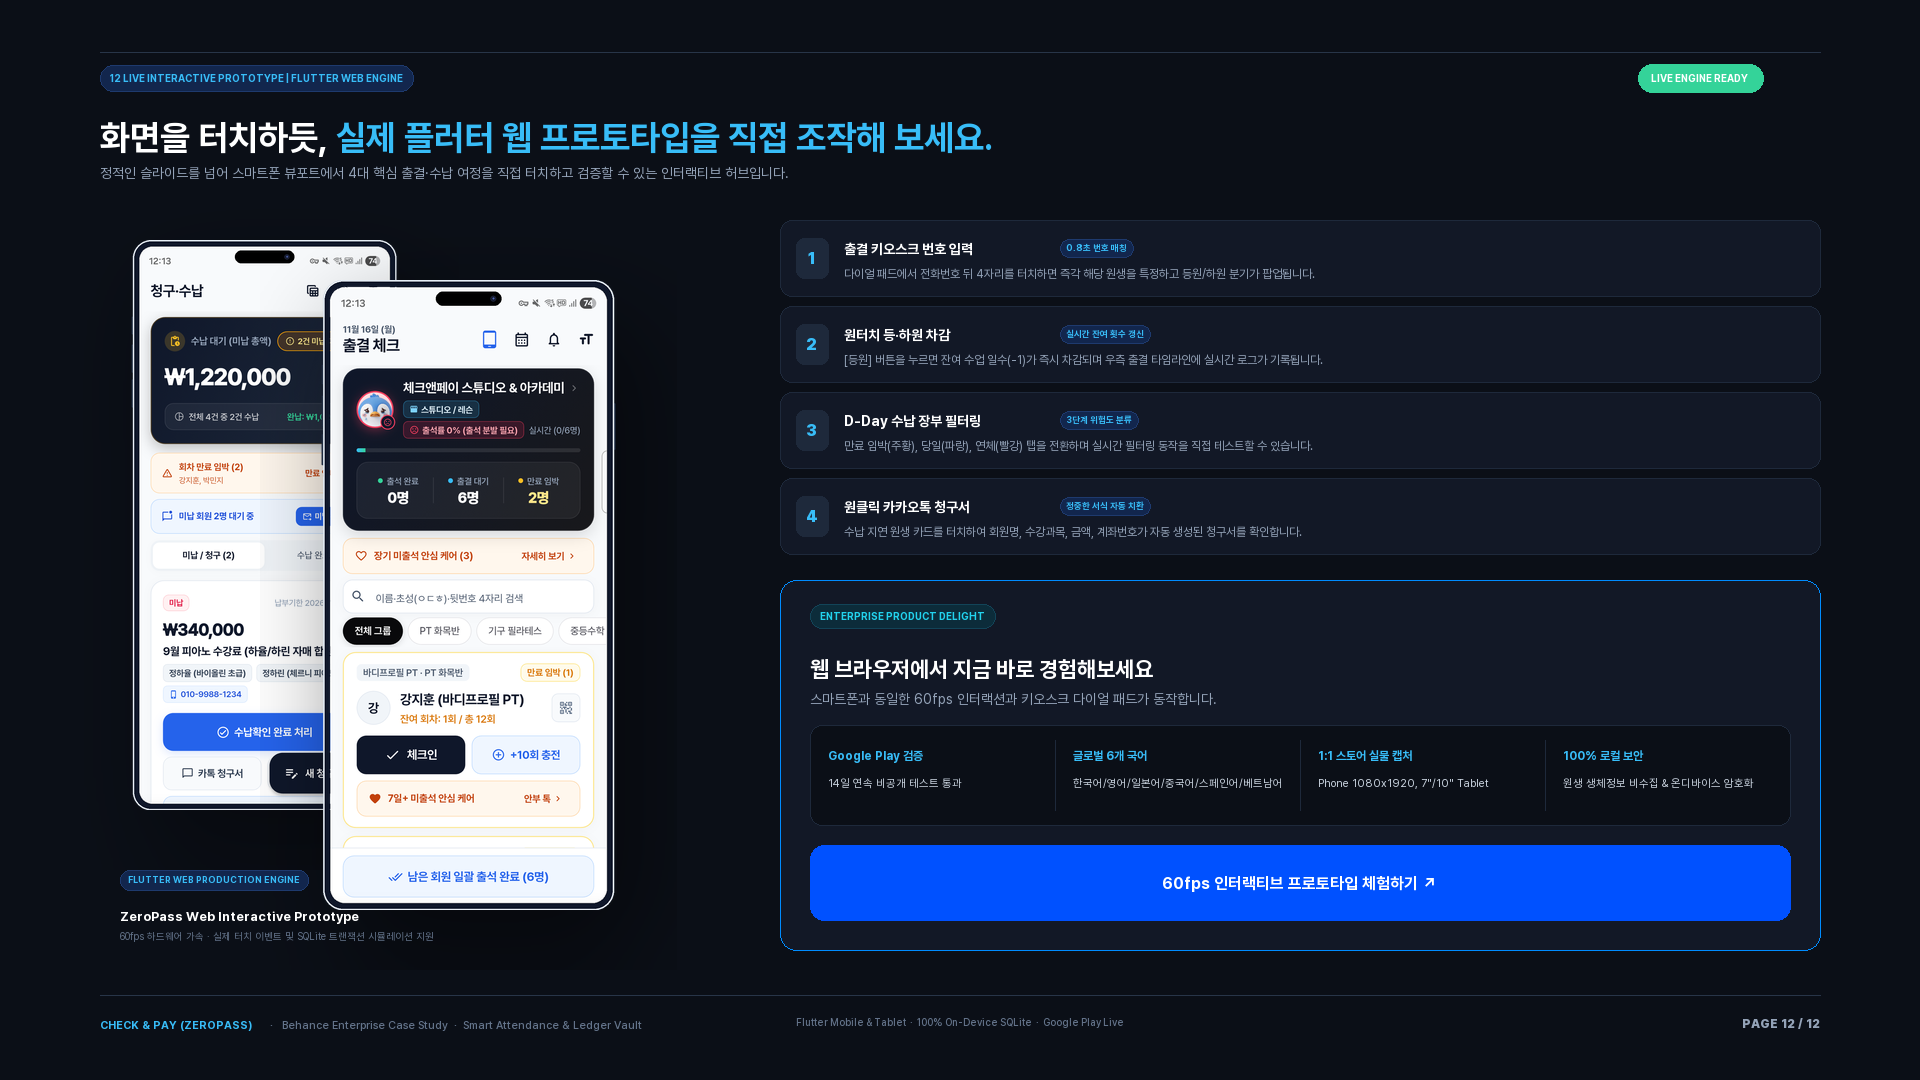 12 LIVE INTERACTIVE PROTOTYPE | FLUTTER WEB ENGINE
LIVE ENGINE READY
화면을 터치하듯, 실제 플러터 웹 프로토타입을 직접 조작해 보세요.
정적인 슬라이드를 넘어 스마트폰 뷰포트에서 4대 핵심 출결·수납 여정을 직접 터치하고 검증할 수 있는 인터랙티브 허브입니다.
12:13
74
청구·수납
수납 대기 (미납 총액)
2건 미납
₩1,220,000
전체 4건 중 2건 수납
완납: ₩1,0
회차 만료 임박 (2)
강지훈, 박민지
만료
미납 회원 2명 대기 중
미납 / 청구 (2)
수납 완
미납
납부기한 2026
₩340,000
9월 피아노 수강료 (하율/하린 자매 합
정하율 (바이올린 초급)
정하린 (체르니 피
010-9988-1234
수납확인 완료 처리
카톡 청구서
새 청
12:13
74
11월 16일 (월)
출결 체크
체크앤페이 스튜디오 & 아카데미
스튜디오 / 레슨
출석률 0% (출석 분발 필요)
실시간 (0/6명)
출석 완료
출결 대기
만료 임박
0명
6명
2명
장기 미출석 안심 케어 (3)
자세히 보기
이름·초성(ㅇㄷㅎ)·뒷번호 4자리 검색
전체 그룹
PT 화목반
기구 필라테스
중등수학
바디프로필 PT · PT 화목반
만료 임박 (1)
강
강지훈 (바디프로필 PT)
잔여 회차: 1회 / 총 12회
체크인
+10회 충전
7일+ 미출석 안심 케어
안부 톡
남은 회원 일괄 출석 완료 (6명)
FLUTTER WEB PRODUCTION ENGINE
ZeroPass Web Interactive Prototype
60fps 하드웨어 가속 · 실제 터치 이벤트 및 SQLite 트랜잭션 시뮬레이션 지원
1
출결 키오스크 번호 입력
0.8초 번호 매칭
다이얼 패드에서 전화번호 뒤 4자리를 터치하면 즉각 해당 원생을 특정하고 등원/하원 분기가 팝업됩니다.
2
원터치 등·하원 차감
실시간 잔여 횟수 갱신
[등원] 버튼을 누르면 잔여 수업 일수(-1)가 즉시 차감되며 우측 출결 타임라인에 실시간 로그가 기록됩니다.
3
D-Day 수납 장부 필터링
3단계 위험도 분류
만료 임박(주황), 당일(파랑), 연체(빨강) 탭을 전환하며 실시간 필터링 동작을 직접 테스트할 수 있습니다.
4
원클릭 카카오톡 청구서
정중한 서식 자동 치환
수납 지연 원생 카드를 터치하여 회원명, 수강과목, 금액, 계좌번호가 자동 생성된 청구서를 확인합니다.
ENTERPRISE PRODUCT DELIGHT
웹 브라우저에서 지금 바로 경험해보세요
스마트폰과 동일한 60fps 인터랙션과 키오스크 다이얼 패드가 동작합니다.
Google Play 검증
14일 연속 비공개 테스트 통과
글로벌 6개 국어
한국어/영어/일본어/중국어/스페인어/베트남어
1:1 스토어 실물 캡처
Phone 1080x1920, 7"/10" Tablet
100% 로컬 보안
원생 생체정보 비수집 & 온디바이스 암호화
60fps 인터랙티브 프로토타입 체험하기 ↗
CHECK & PAY (ZEROPASS) · Behance Enterprise Case Study · Smart Attendance & Ledger Vault
Flutter Mobile & Tablet · 100% On-Device SQLite · Google Play Live
PAGE 12 / 12